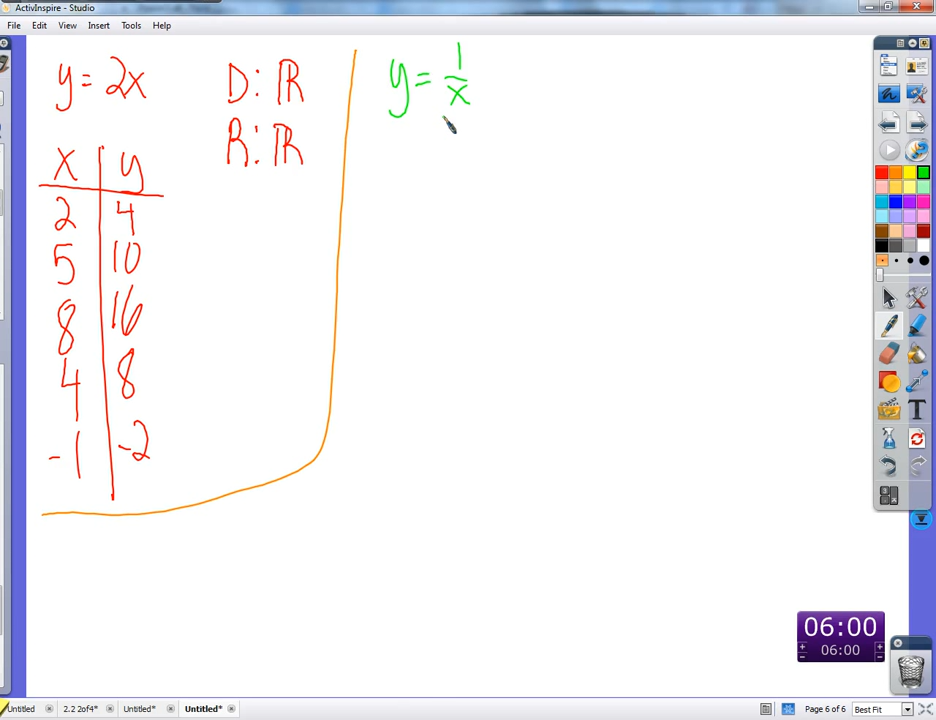 ActivInspire - Studio
File Edit View Insert Tools Help
y = 2x
D: ℝ
R: ℝ
x y
2 4
5 10
8 16
4 8
-1 -2
y = 1/x
06:00
06:00
Untitled 2.2 2of4* Untitled* Untitled* Page 6 of 6 Best Fit